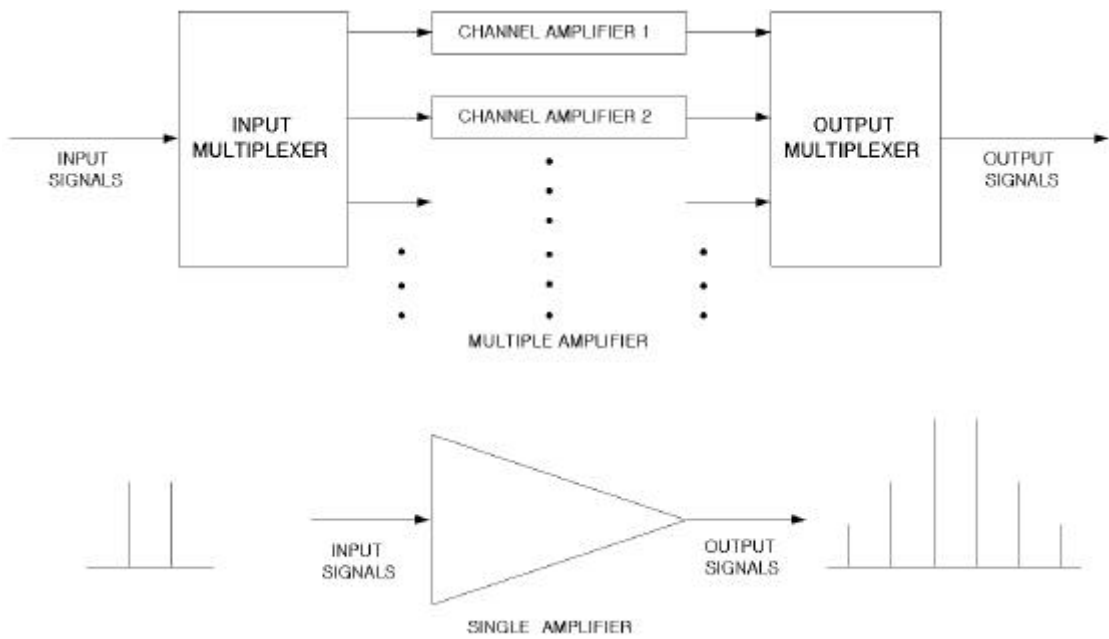 CHANNEL AMPLIFIER 1
INPUT
MULTIPLEXER
CHANNEL AMPLIFIER 2
OUTPUT
MULTIPLEXER
INPUT
SIGNALS
OUTPUT
SIGNALS
MULTIPLE AMPLIFIER
INPUT
SIGNALS
OUTPUT
SIGNALS
SINGLE AMPLIFIER